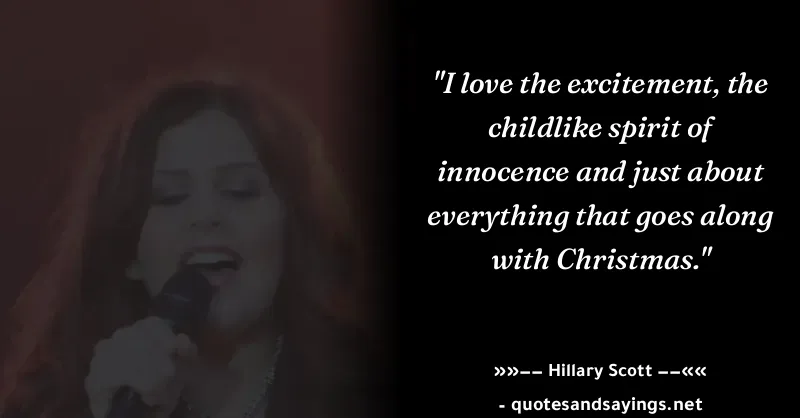 "I love the excitement, the
childlike spirit of
innocence and just about
everything that goes along
with Christmas."
»»–– Hillary Scott ––««
- quotesandsayings.net